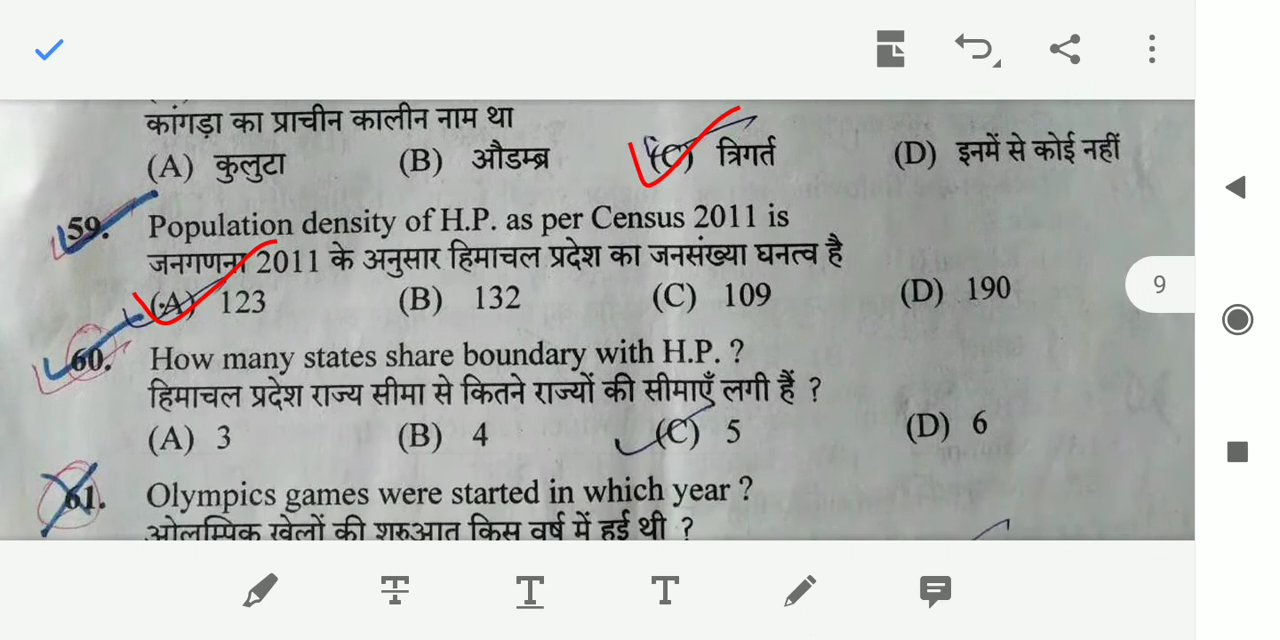 कांगड़ा का प्राचीन कालीन नाम था
(A) कुलुटा (B) औडम्ब्र (C) त्रिगर्त (D) इनमें से कोई नहीं
59. Population density of H.P. as per Census 2011 is
जनगणना 2011 के अनुसार हिमाचल प्रदेश का जनसंख्या घनत्व है
(A) 123 (B) 132 (C) 109 (D) 190
9
60. How many states share boundary with H.P. ?
हिमाचल प्रदेश राज्य सीमा से कितने राज्यों की सीमाएँ लगी हैं ?
(A) 3 (B) 4 (C) 5 (D) 6
61. Olympics games were started in which year ?
ओलम्पिक खेलों की शुरुआत किस वर्ष में हुई थी ?